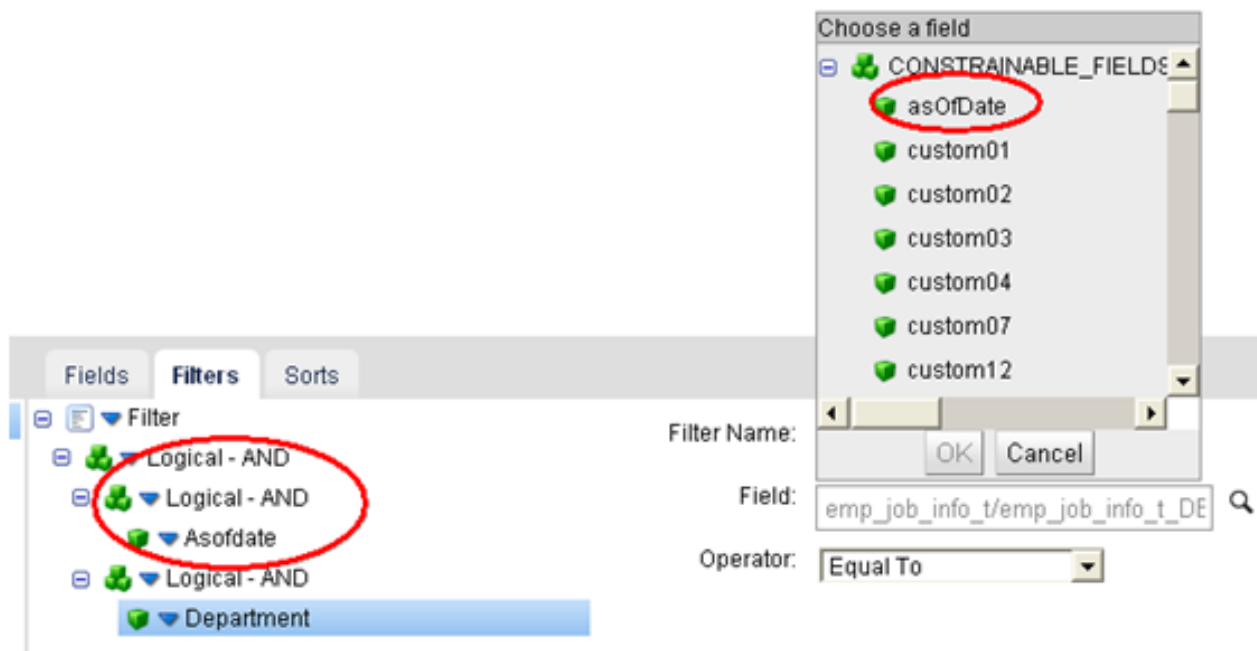 Choose a field
CONSTRAINABLE_FIELDS
asOfDate
custom01
custom02
custom03
custom04
custom07
custom12
OK Cancel
Fields Filters Sorts
Filter
Logical - AND
Logical - AND
Asofdate
Logical - AND
Department
Filter Name:
Field: emp_job_info_t/emp_job_info_t_DE
Operator: Equal To